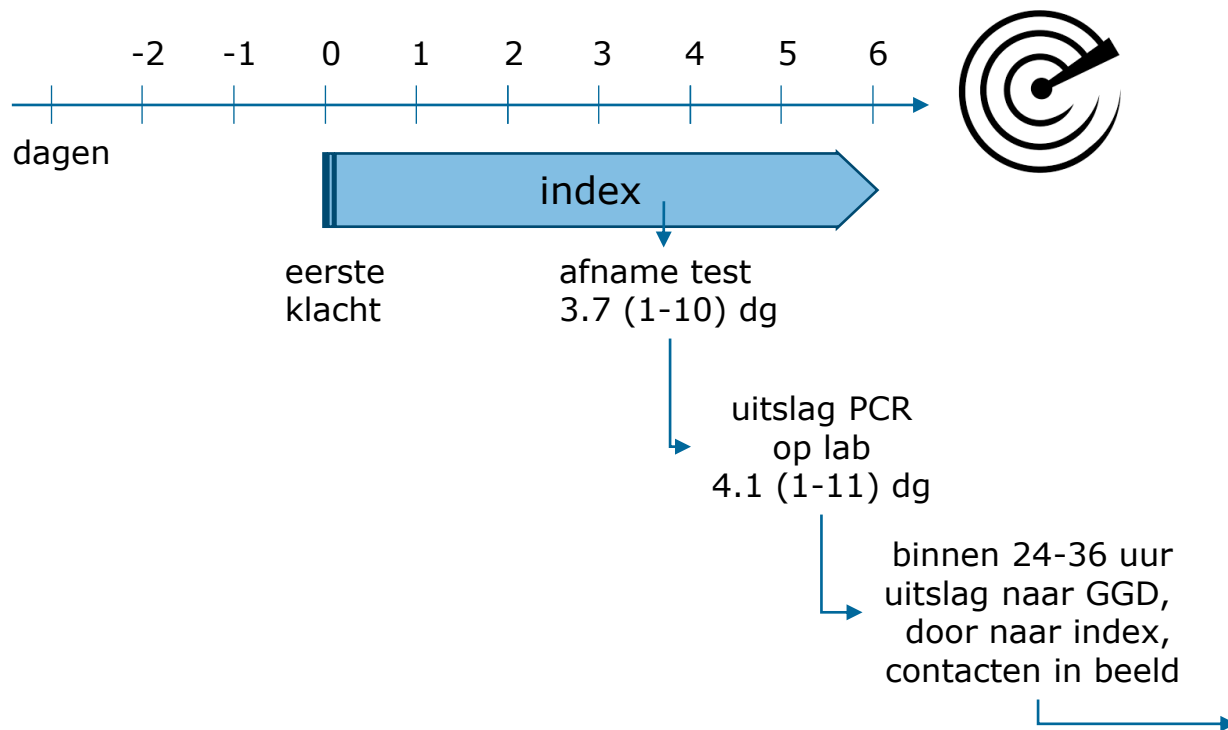 -2 -1 0 1 2 3 4 5 6
dagen
index
eerste
klacht
afname test
3.7 (1-10) dg
uitslag PCR
op lab
4.1 (1-11) dg
binnen 24-36 uur
uitslag naar GGD,
door naar index,
contacten in beeld